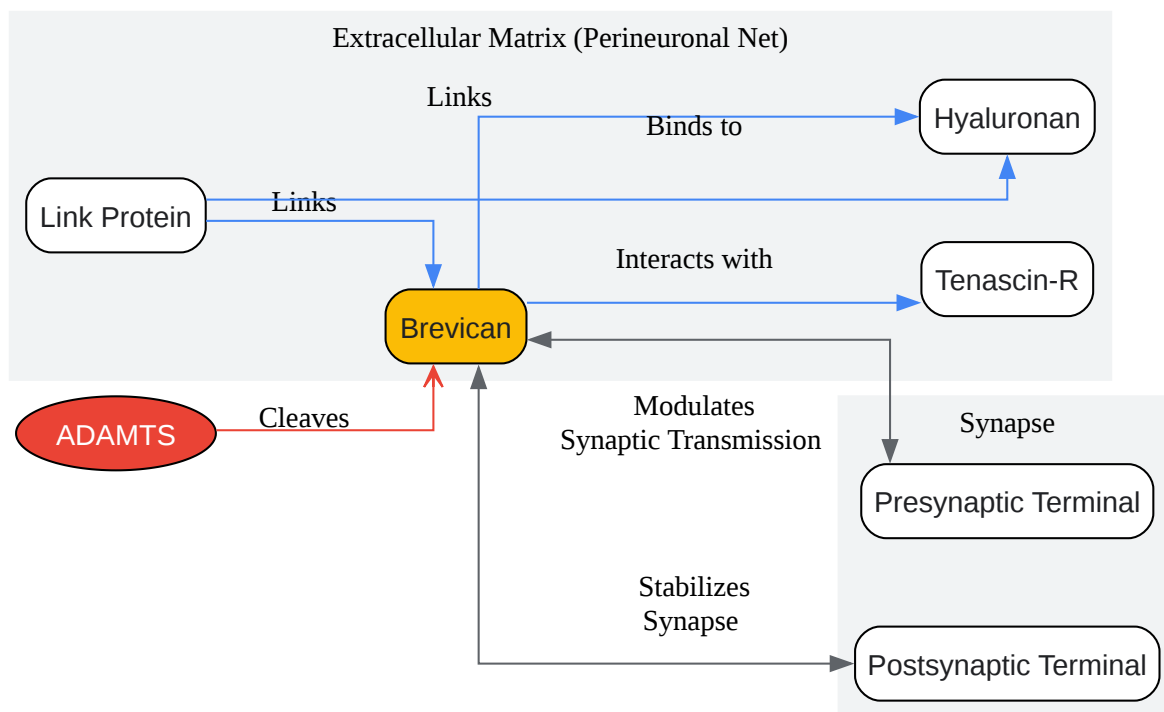 Extracellular Matrix (Perineuronal Net)
Links
Hyaluronan
Binds to
Link Protein
Links
Interacts with
Tenascin-R
Brevican
ADAMTS
Cleaves
Modulates
Synaptic Transmission
Synapse
Presynaptic Terminal
Stabilizes
Synapse
Postsynaptic Terminal